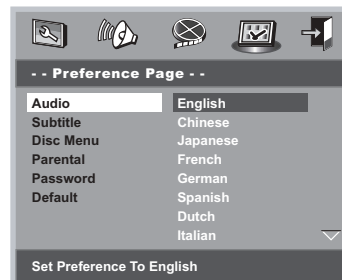 - - Preference Page - -
Audio
Subtitle
Disc Menu
Parental
Password
Default
English
Chinese
Japanese
French
German
Spanish
Dutch
Italian
Set Preference To English